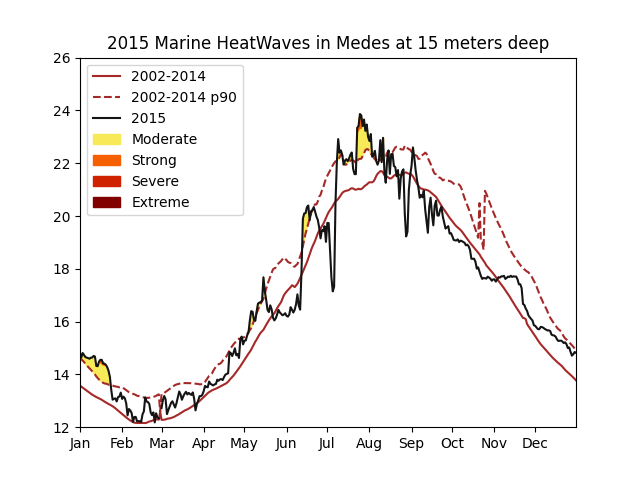 2015 Marine HeatWaves in Medes at 15 meters deep
26
24
22
20
18
16
14
12
2002-2014
2002-2014 p90
2015
Moderate
Strong
Severe
Extreme
Jan Feb Mar Apr May Jun Jul Aug Sep Oct Nov Dec